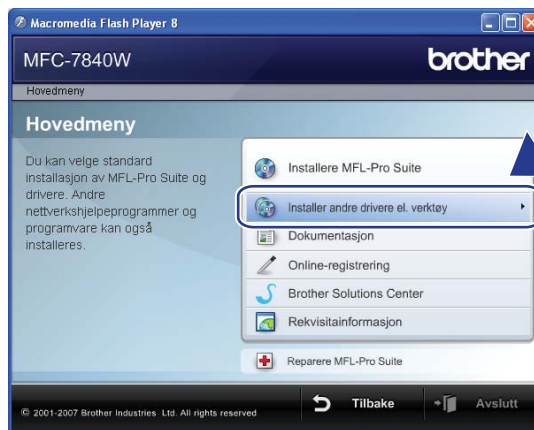 Macromedia Flash Player 8
MFC-7840W
brother
Hovedmeny
Hovedmeny
Du kan velge standard
installasjon av MFL-Pro Suite og
drivere. Andre
nettverkshjelpeprogrammer og
programvare kan også
installeres.
Installere MFL-Pro Suite
Installer andre drivere el. verktøy
Dokumentasjon
Online-registrering
Brother Solutions Center
Rekvisitainformasjon
Reparere MFL-Pro Suite
© 2001-2007 Brother Industries Ltd. All rights reserved
Tilbake
Avslutt